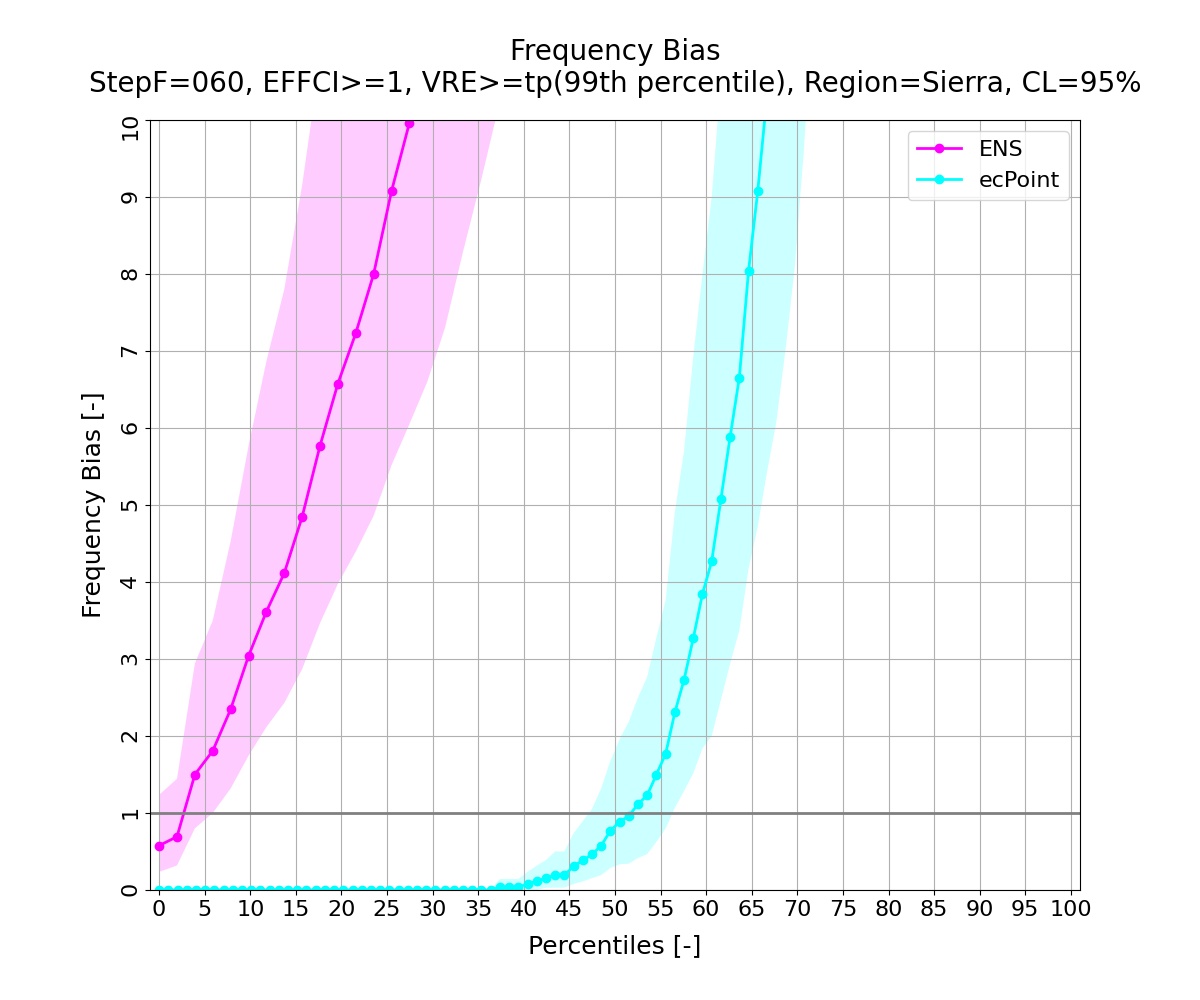 Frequency Bias
StepF=060, EFFCI>=1, VRE>=tp(99th percentile), Region=Sierra, CL=95%
ENS
ecPoint
Frequency Bias [-]
10
9
8
7
6
5
4
3
2
1
0
0 5 10 15 20 25 30 35 40 45 50 55 60 65 70 75 80 85 90 95 100
Percentiles [-]